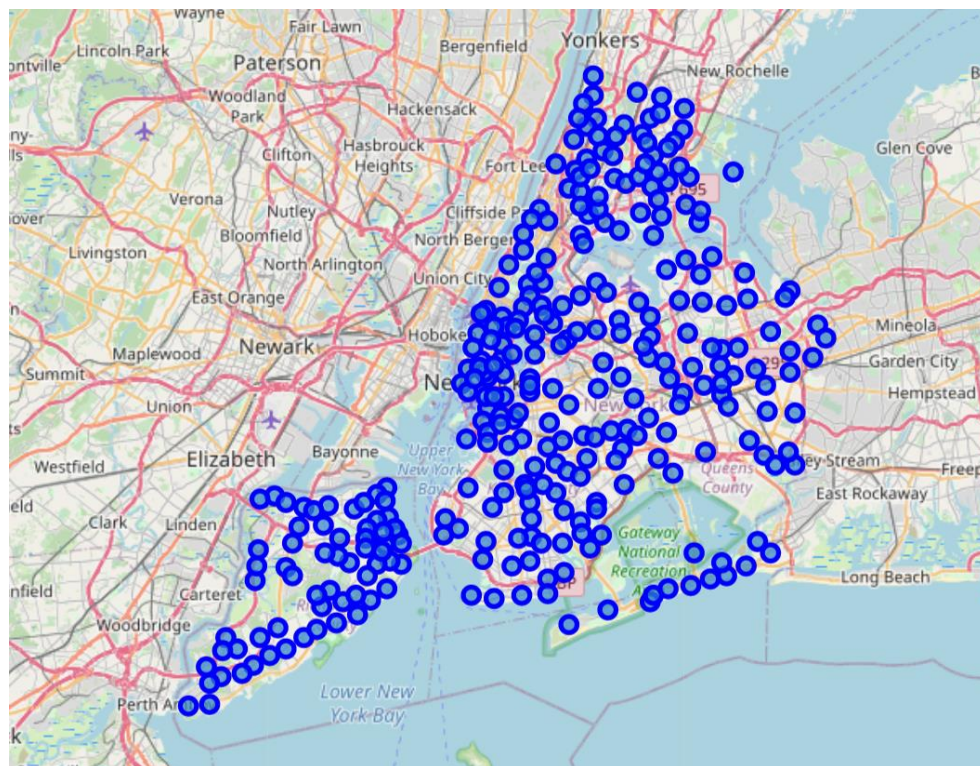 Wayne
Fair Lawn
Yonkers
Lincoln Park
Bergenfield
Paterson
New Rochelle
Woodland
Park
Hackensack
Hasbrouck
Heights
Clifton
Fort Lee
Glen Cove
695
Verona
Nutley
Cliffside
Bloomfield
North Bergen
Livingston
North Arlington
Union City
East Orange
Mineola
Newark
Maplewood
Garden City
Summit
Hempstead
Union
New York
Upper
New York
Bay
Elizabeth
Bayonne
Westfield
Queens
County
East Rockaway
Clark
Linden
Gateway
National
Recreation
Long Beach
Carteret
Woodbridge
Lower New
York Bay